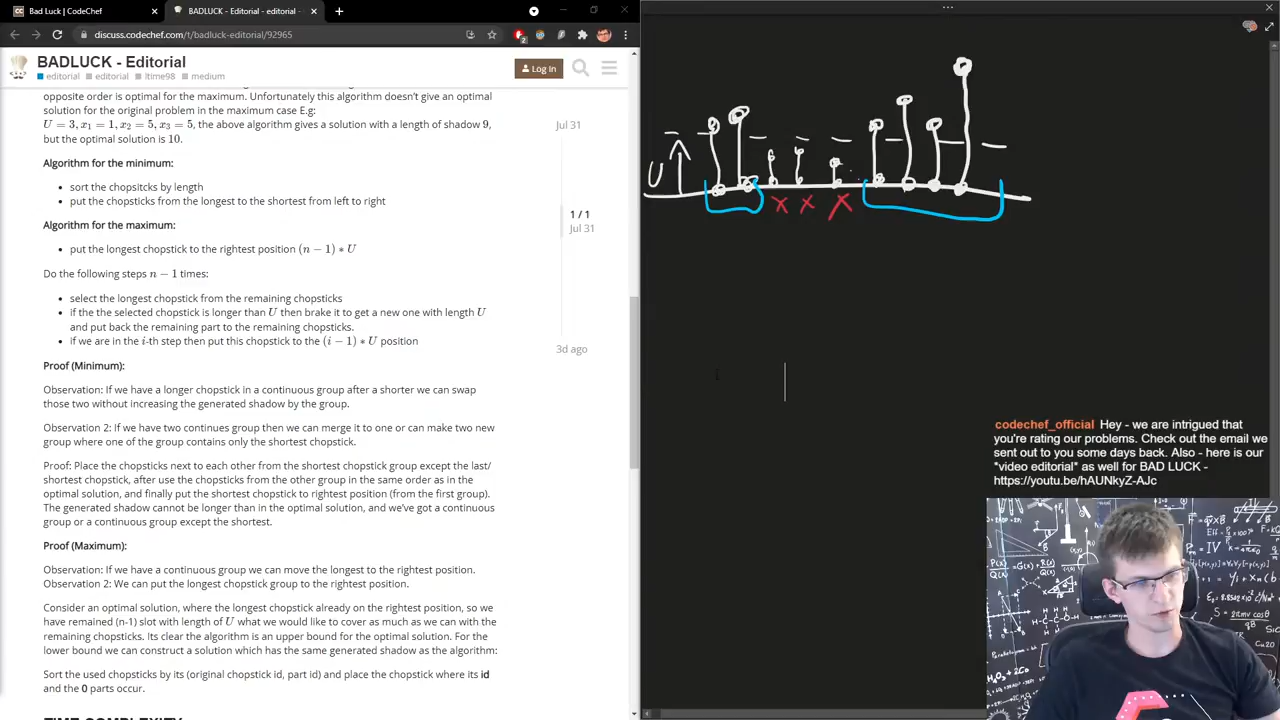 Bad Luck | CodeChef
BADLUCK - Editorial - editorial -
discuss.codechef.com/t/badluck-editorial/92965
BADLUCK - Editorial
editorial editorial ltime98 medium
Log In
opposite order is optimal for the maximum. Unfortunately this algorithm doesn't give an optimal
solution for the original problem in the maximum case E.g:
U = 3, x₁ = 1, x₂ = 5, x₃ = 5, the above algorithm gives a solution with a length of shadow 9,
but the optimal solution is 10.
Algorithm for the minimum:
• sort the chopsitcks by length
• put the chopsticks from the longest to the shortest from left to right
Algorithm for the maximum:
• put the longest chopstick to the rightest position (n − 1) ∗ U
Do the following steps n − 1 times:
• select the longest chopstick from the remaining chopsticks
• if the the selected chopstick is longer than U then brake it to get a new one with length U
and put back the remaining part to the remaining chopsticks.
• if we are in the i-th step then put this chopstick to the (i − 1) ∗ U position
Proof (Minimum):
Observation: If we have a longer chopstick in a continuous group after a shorter we can swap
those two without increasing the generated shadow by the group.
Observation 2: If we have two continues group then we can merge it to one or can make two new
group where one of the group contains only the shortest chopstick.
Proof: Place the chopsticks next to each other from the shortest chopstick group except the last/
shortest chopstick, after use the chopsticks from the other group in the same order as in the
optimal solution, and finally put the shortest chopstick to rightest position (from the first group).
The generated shadow cannot be longer than in the optimal solution, and we've got a continuous
group or a continuous group except the shortest.
Proof (Maximum):
Observation: If we have a continuous group we can move the longest to the rightest position.
Observation 2: We can put the longest chopstick group to the rightest position.
Consider an optimal solution, where the longest chopstick already on the rightest position, so we
have remained (n-1) slot with length of U what we would like to cover as much as we can with the
remaining chopsticks. Its clear the algorithm is an upper bound for the optimal solution. For the
lower bound we can construct a solution which has the same generated shadow as the algorithm:
Sort the used chopsticks by its (original chopstick id, part id) and place the chopstick where its id
and the 0 parts occur.
Jul 31
1 / 1
Jul 31
3d ago
U
codechef_official Hey - we are intrigued that
you're rating our problems. Check out the email we
sent out to you some days back. Also - here is our
"video editorial" as well for BAD LUCK -
https://youtu.be/hAUNkyZ-AJc